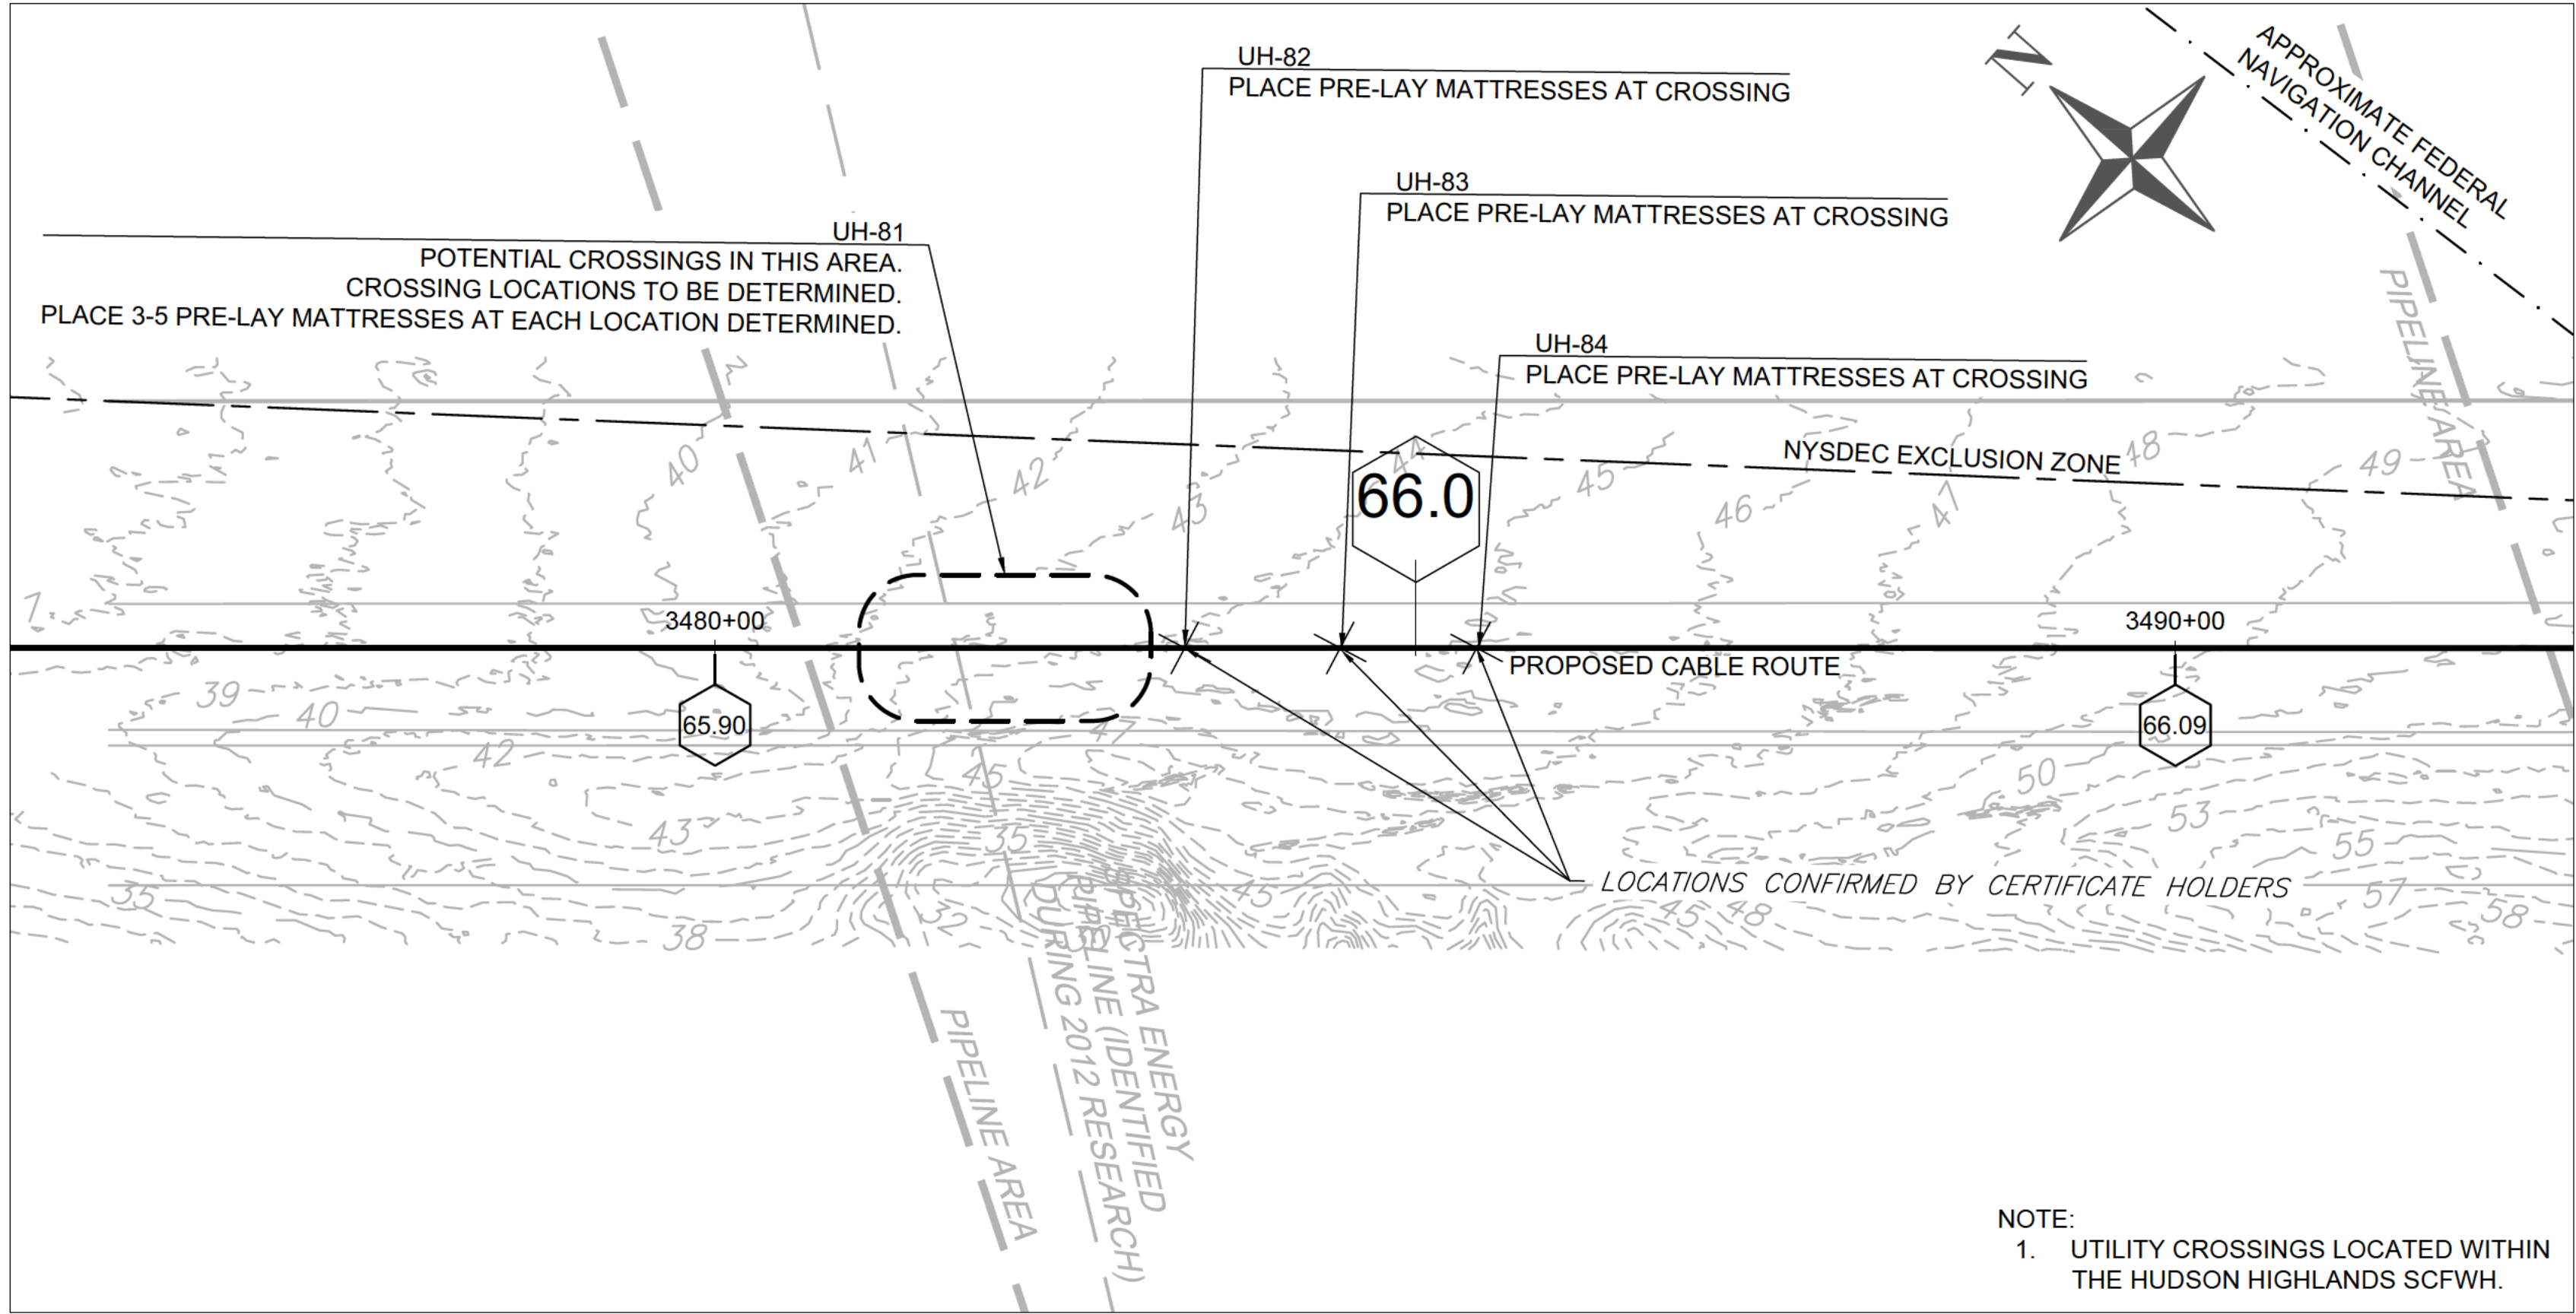 UH-82
PLACE PRE-LAY MATTRESSES AT CROSSING
N
APPROXIMATE FEDERAL
NAVIGATION CHANNEL
UH-83
PLACE PRE-LAY MATTRESSES AT CROSSING
UH-81
POTENTIAL CROSSINGS IN THIS AREA.
CROSSING LOCATIONS TO BE DETERMINED.
PLACE 3-5 PRE-LAY MATTRESSES AT EACH LOCATION DETERMINED.
UH-84
PLACE PRE-LAY MATTRESSES AT CROSSING
PIPELINE AREA
NYSDEC EXCLUSION ZONE
40
41
42
43
44
45
46
47
48
49
66.0
3480+00
3490+00
PROPOSED CABLE ROUTE
39
40
65.90
66.09
47
42
45
50
43
35
53
55
LOCATIONS CONFIRMED BY CERTIFICATE HOLDERS
35
32
45
57
38
45
48
58
SPECTRA ENERGY
PIPELINE (IDENTIFIED
DURING 2012 RESEARCH)
PIPELINE AREA
NOTE:
1. UTILITY CROSSINGS LOCATED WITHIN
THE HUDSON HIGHLANDS SCFWH.